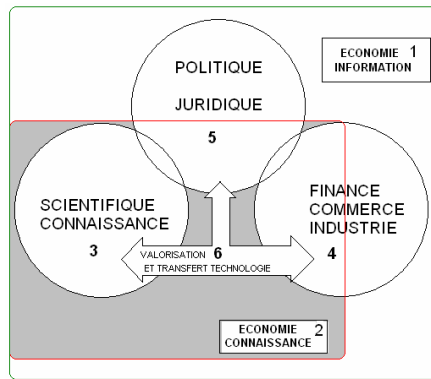 ECONOMIE 1
INFORMATION
POLITIQUE
JURIDIQUE
5
SCIENTIFIQUE
CONNAISSANCE
3
FINANCE
COMMERCE
INDUSTRIE
4
VALORISATION 6
ET TRANSFERT TECHNOLOGIE
ECONOMIE 2
CONNAISSANCE